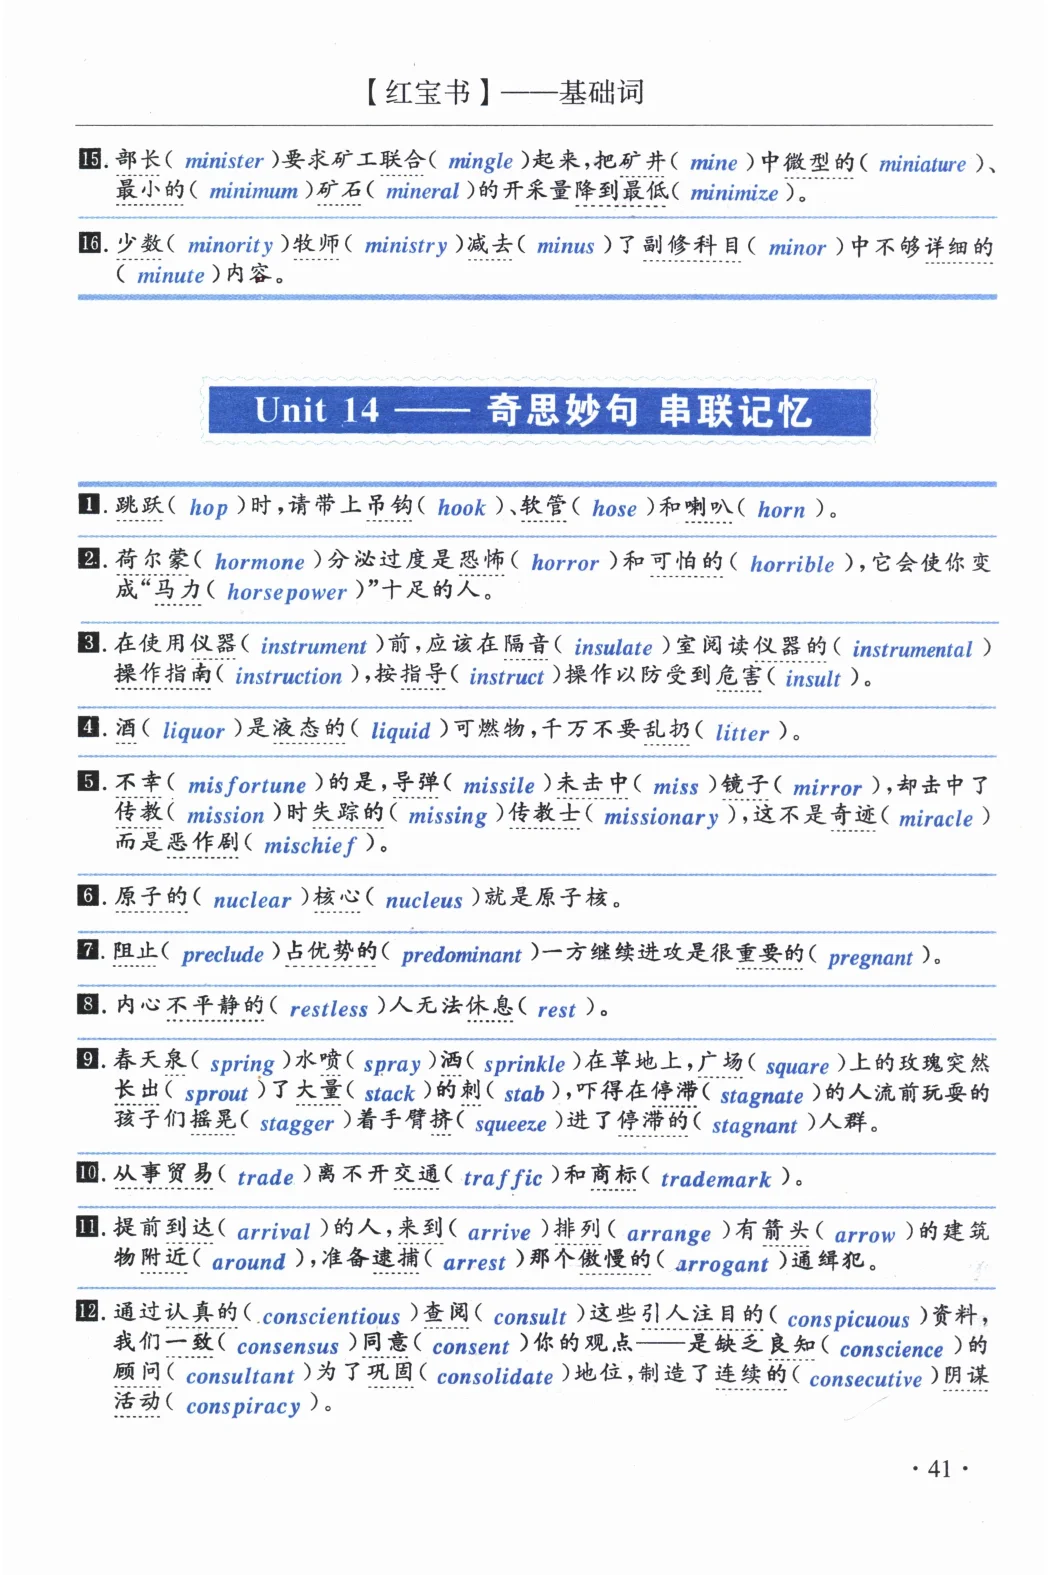 【红宝书】——基础词
15. 部长( minister )要求矿工联合( mingle )起来,把矿井( mine )中微型的( miniature )、
最小的( minimum )矿石( mineral )的开采量降到最低( minimize )。
16. 少数( minority )牧师( ministry )减去( minus )了副修科目( minor )中不够详细的
( minute )内容。
Unit 14 —— 奇思妙句 串联记忆
1. 跳跃( hop )时,请带上吊钩( hook )、软管( hose )和喇叭( horn )。
2. 荷尔蒙( hormone )分泌过度是恐怖( horror )和可怕的( horrible ),它会使你变
成“马力( horsepower )”十足的人。
3. 在使用仪器( instrument )前,应该在隔音( insulate )室阅读仪器的( instrumental )
操作指南( instruction ),按指导( instruct )操作以防受到危害( insult )。
4. 酒( liquor )是液态的( liquid )可燃物,千万不要乱扔( litter )。
5. 不幸( misfortune )的是,导弹( missile )未击中( miss )镜子( mirror ),却击中了
传教( mission )时失踪的( missing )传教士( missionary ),这不是奇迹( miracle )
而是恶作剧( mischief )。
6. 原子的( nuclear )核心( nucleus )就是原子核。
7. 阻止( preclude )占优势的( predominant )一方继续进攻是很重要的( pregnant )。
8. 内心不平静的( restless )人无法休息( rest )。
9. 春天泉( spring )水喷( spray )洒( sprinkle )在草地上,广场( square )上的玫瑰突然
长出( sprout )了大量( stack )的刺( stab ),吓得在停滞( stagnate )的人流前玩耍的
孩子们摇晃( stagger )着手臂挤( squeeze )进了停滞的( stagnant )人群。
10. 从事贸易( trade )离不开交通( traffic )和商标( trademark )。
11. 提前到达( arrival )的人,来到( arrive )排列( arrange )有箭头( arrow )的建筑
物附近( around ),准备逮捕( arrest )那个傲慢的( arrogant )通缉犯。
12. 通过认真的( conscientious )查阅( consult )这些引人注目的( conspicuous )资料,
我们一致( consensus )同意( consent )你的观点——是缺乏良知( conscience )的
顾问( consultant )为了巩固( consolidate )地位,制造了连续的( consecutive )阴谋
活动( conspiracy )。
·41·